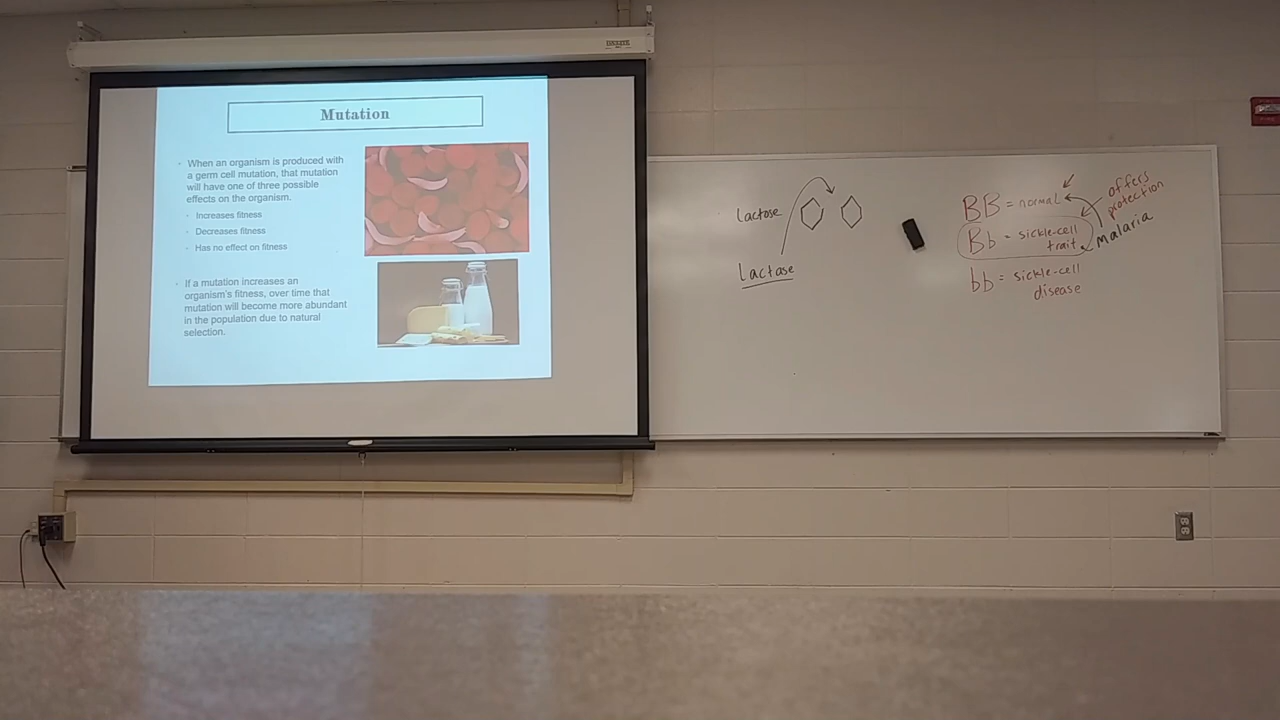 Mutation
When an organism is produced with
a germ cell mutation, that mutation
will have one of three possible
effects on the organism.
Increases fitness
Decreases fitness
Has no effect on fitness
If a mutation increases an
organism's fitness, over time that
mutation will become more abundant
in the population due to natural
selection.
Lactose
Lactase
BB = normal
Bb = sickle-cell
trait
bb = sickle-cell
disease
offers
protection
Malaria